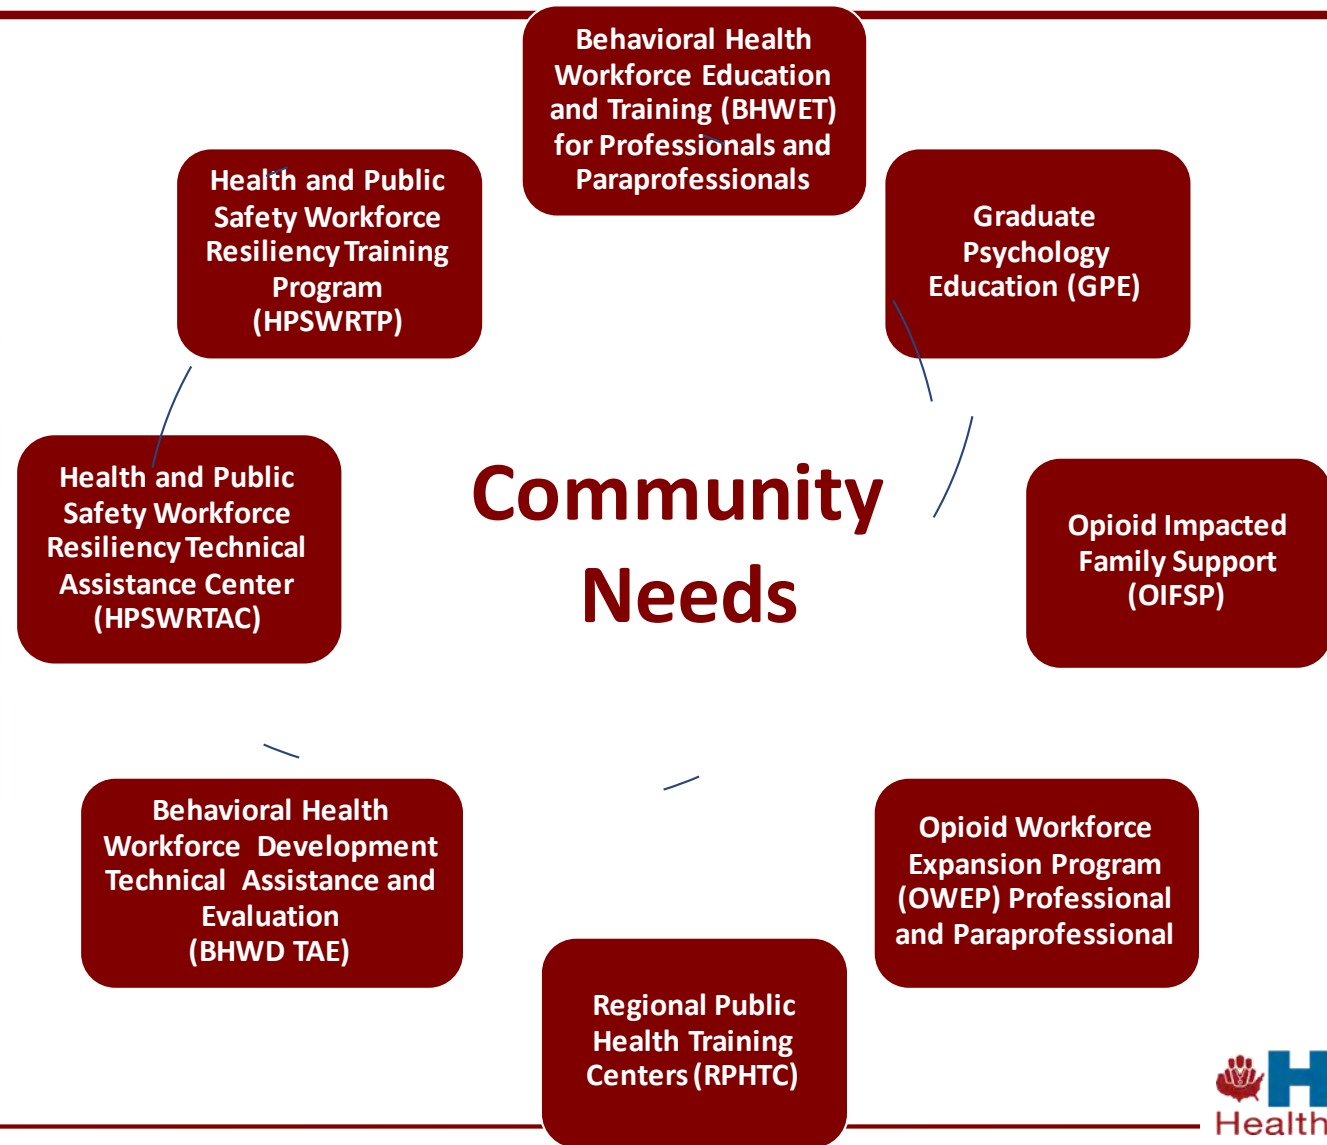 Behavioral Health
Workforce Education
and Training (BHWET)
for Professionals and
Paraprofessionals
Graduate
Psychology
Education (GPE)
Opioid Impacted
Family Support
(OIFSP)
Opioid Workforce
Expansion Program
(OWEP) Professional
and Paraprofessional
Regional Public
Health Training
Centers (RPHTC)
Behavioral Health
Workforce Development
Technical Assistance and
Evaluation
(BHWD TAE)
Health and Public
Safety Workforce
Resiliency Technical
Assistance Center
(HPSWRTAC)
Health and Public
Safety Workforce
Resiliency Training
Program
(HPSWRTP)
Community
Needs
H
Health